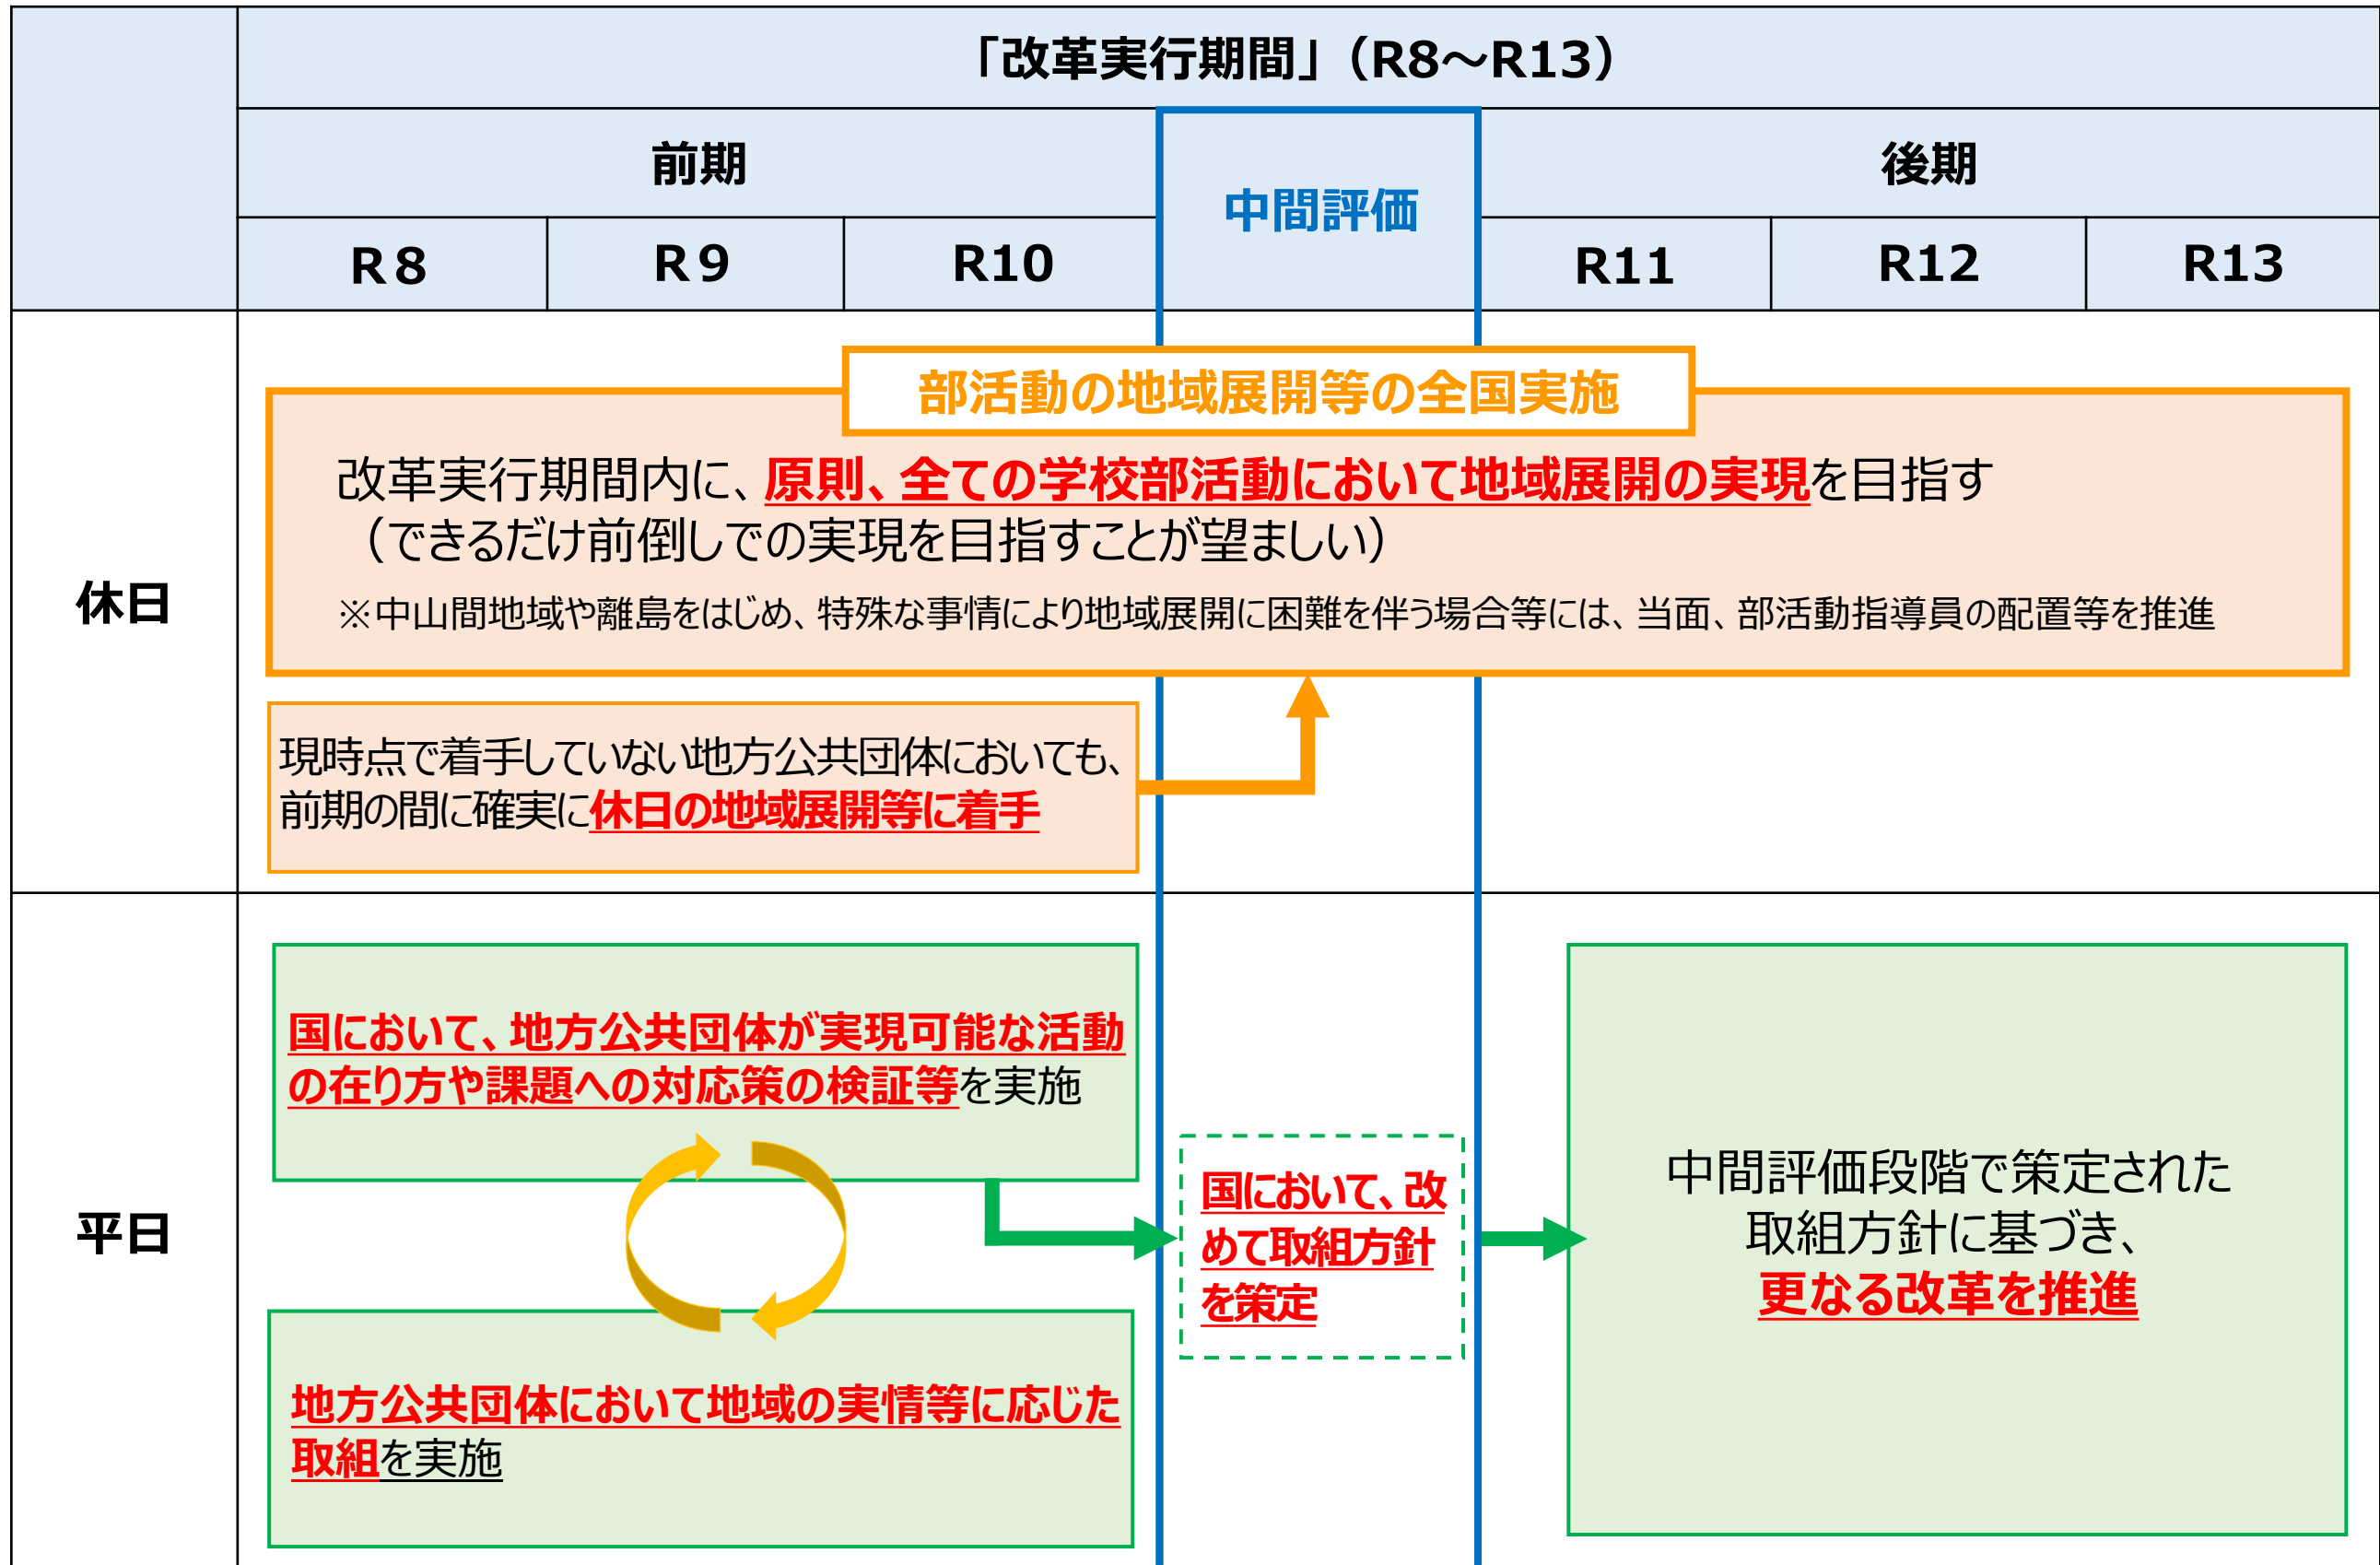 「改革実行期間」（R8～R13）
前期
中間評価
後期
R８
R９
R10
R11
R12
R13
休日
部活動の地域展開等の全国実施
改革実行期間内に、原則、全ての学校部活動において地域展開の実現を目指す
（できるだけ前倒しでの実現を目指すことが望ましい）
※中山間地域や離島をはじめ、特殊な事情により地域展開に困難を伴う場合等には、当面、部活動指導員の配置等を推進
現時点で着手していない地方公共団体においても、
前期の間に確実に休日の地域展開等に着手
平日
国において、地方公共団体が実現可能な活動
の在り方や課題への対応策の検証等を実施
地方公共団体において地域の実情等に応じた
取組を実施
国において、改
めて取組方針
を策定
中間評価段階で策定された
取組方針に基づき、
更なる改革を推進